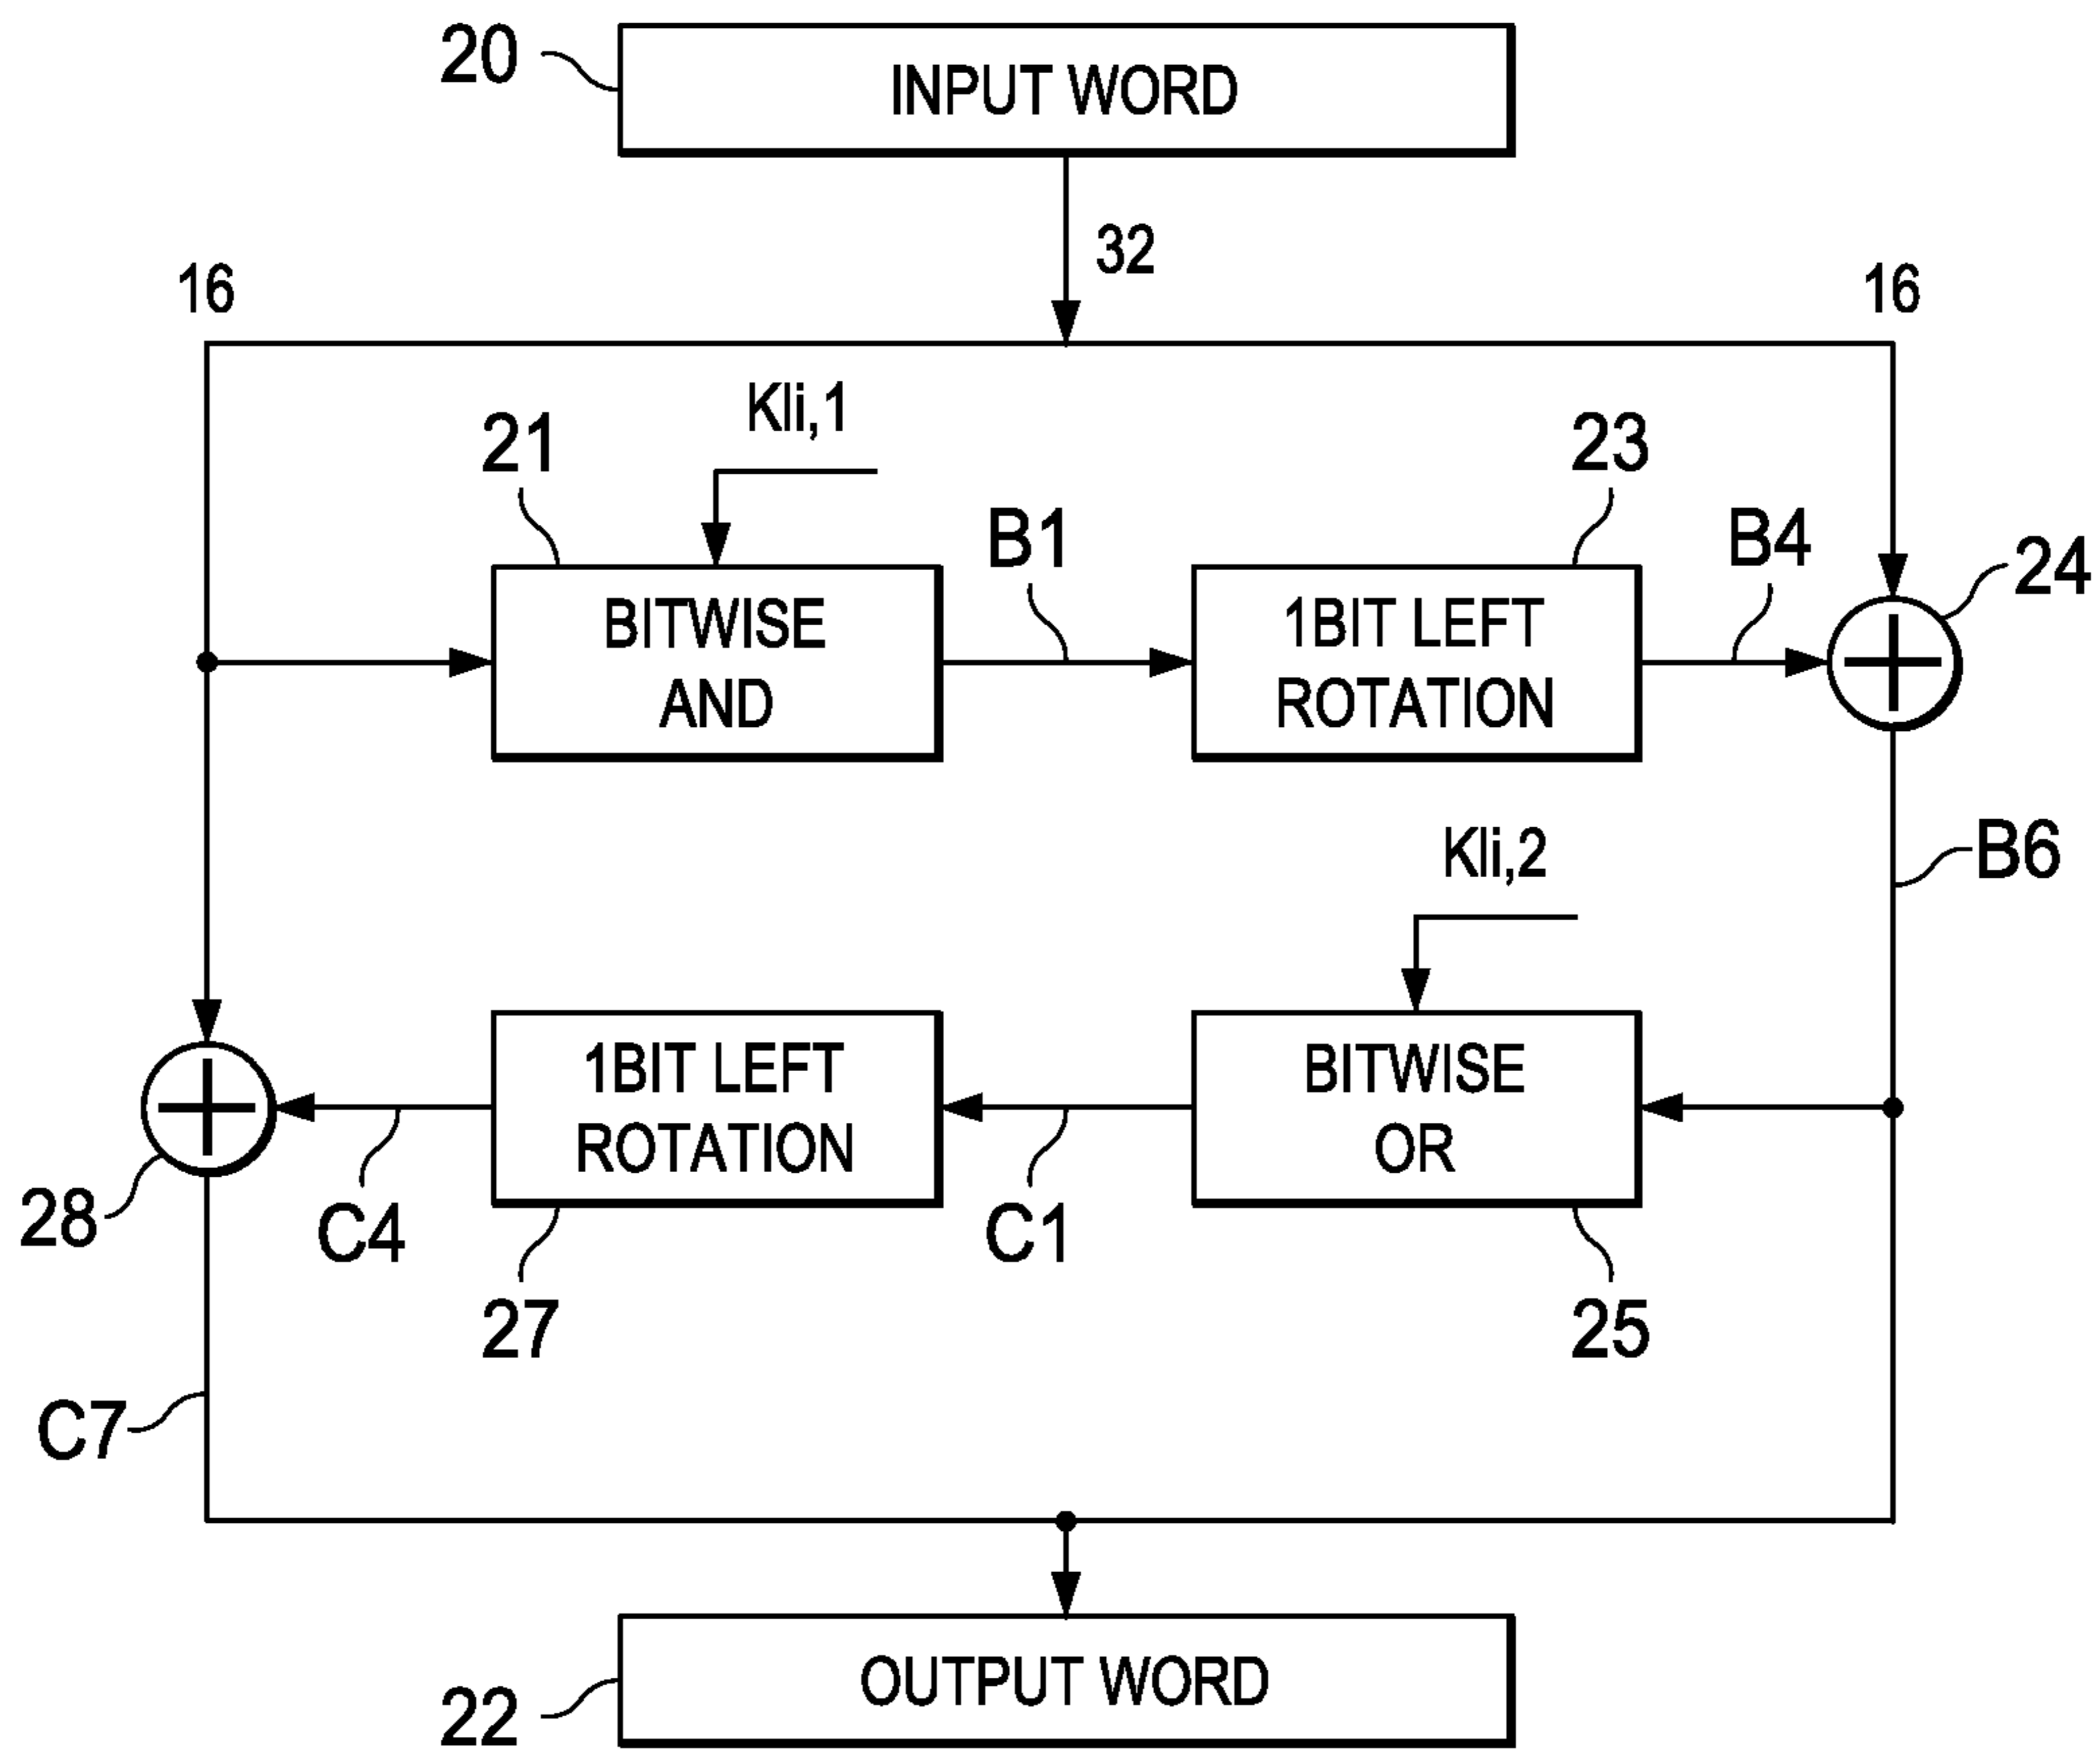 20
INPUT WORD
32
16
16
Kli,1
21
23
B1
B4
24
BITWISE
AND
1BIT LEFT
ROTATION
Kli,2
B6
1BIT LEFT
ROTATION
BITWISE
OR
28
C4
C1
27
25
C7
OUTPUT WORD
22